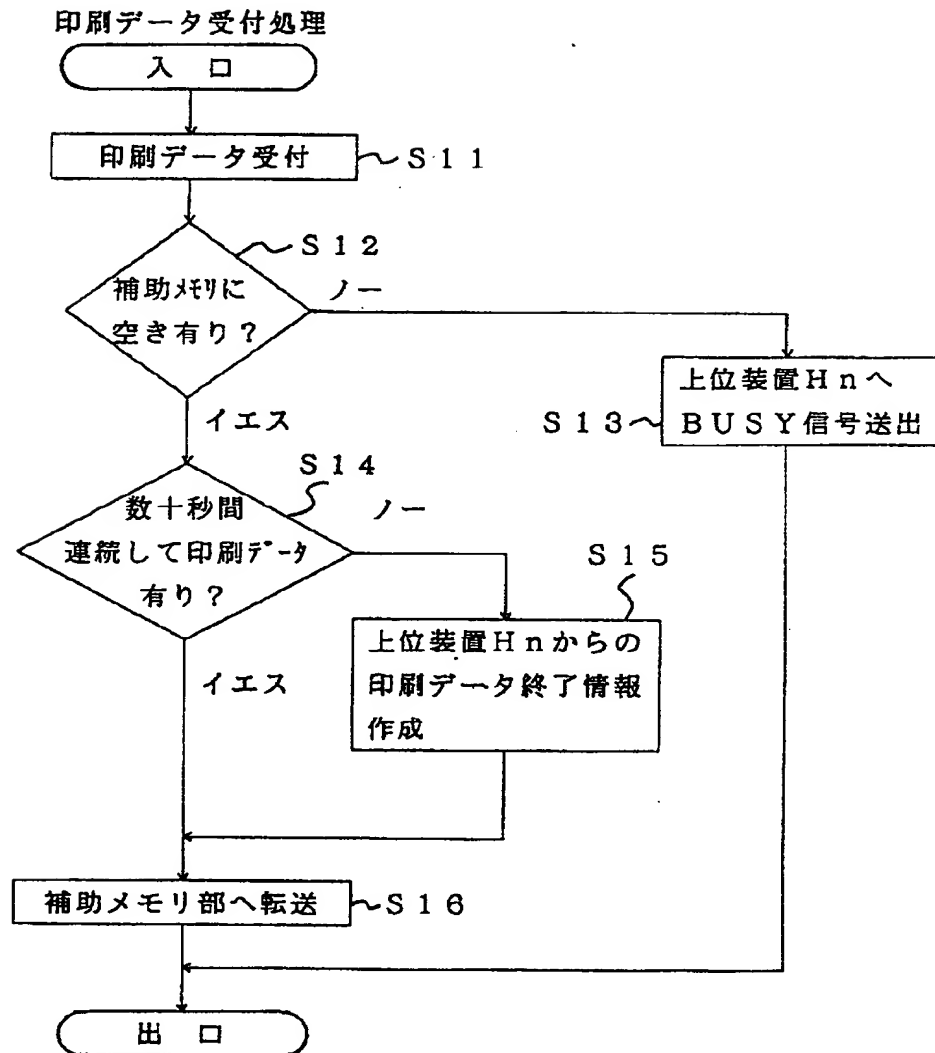 印刷データ受付処理
入 口
印刷データ受付
S11
S12
補助メモリに
空き有り？
ノー
上位装置Hnへ
BUSY信号送出
S13
イエス
S14
数十秒間
連続して印刷データ
有り？
ノー
S15
上位装置Hnからの
印刷データ終了情報
作成
イエス
補助メモリ部へ転送
S16
出 口